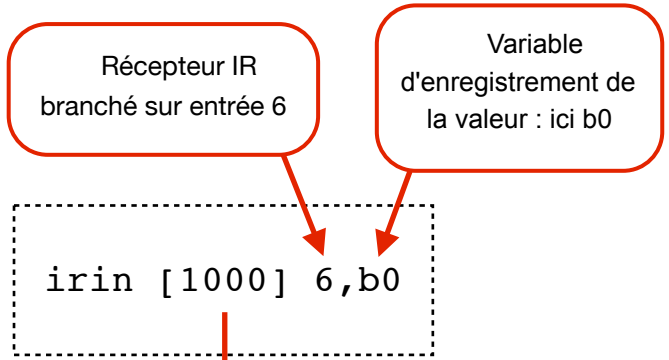 Récepteur IR
branché sur entrée 6
Variable
d'enregistrement de
la valeur : ici b0
irin [1000] 6,b0